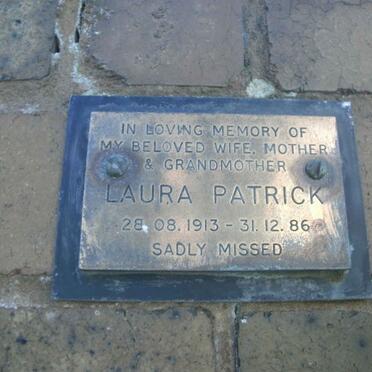 IN LOVING MEMORY OF
MY BELOVED WIFE, MOTHER
& GRANDMOTHER
LAURA PATRICK
28.08.1913 - 31.12.86
SADLY MISSED